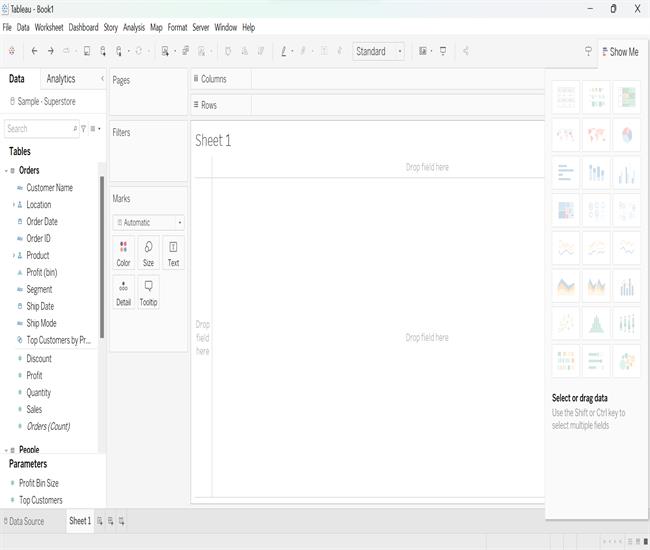 Tableau - Book1
File Data Worksheet Dashboard Story Analysis Map Format Server Window Help
Standard
Show Me
Data Analytics
Sample - Superstore
Search
Tables
Orders
Customer Name
Location
Order Date
Order ID
Product
Profit (bin)
Segment
Ship Date
Ship Mode
Top Customers by Pr...
Discount
Profit
Quantity
Sales
Orders (Count)
People
Parameters
Profit Bin Size
Top Customers
Pages
Filters
Marks
Automatic
Color Size Text
Detail Tooltip
Columns
Rows
Sheet 1
Drop field here
Drop
field
here
Drop field here
Select or drag data
Use the Shift or Ctrl key to
select multiple fields
Data Source Sheet 1